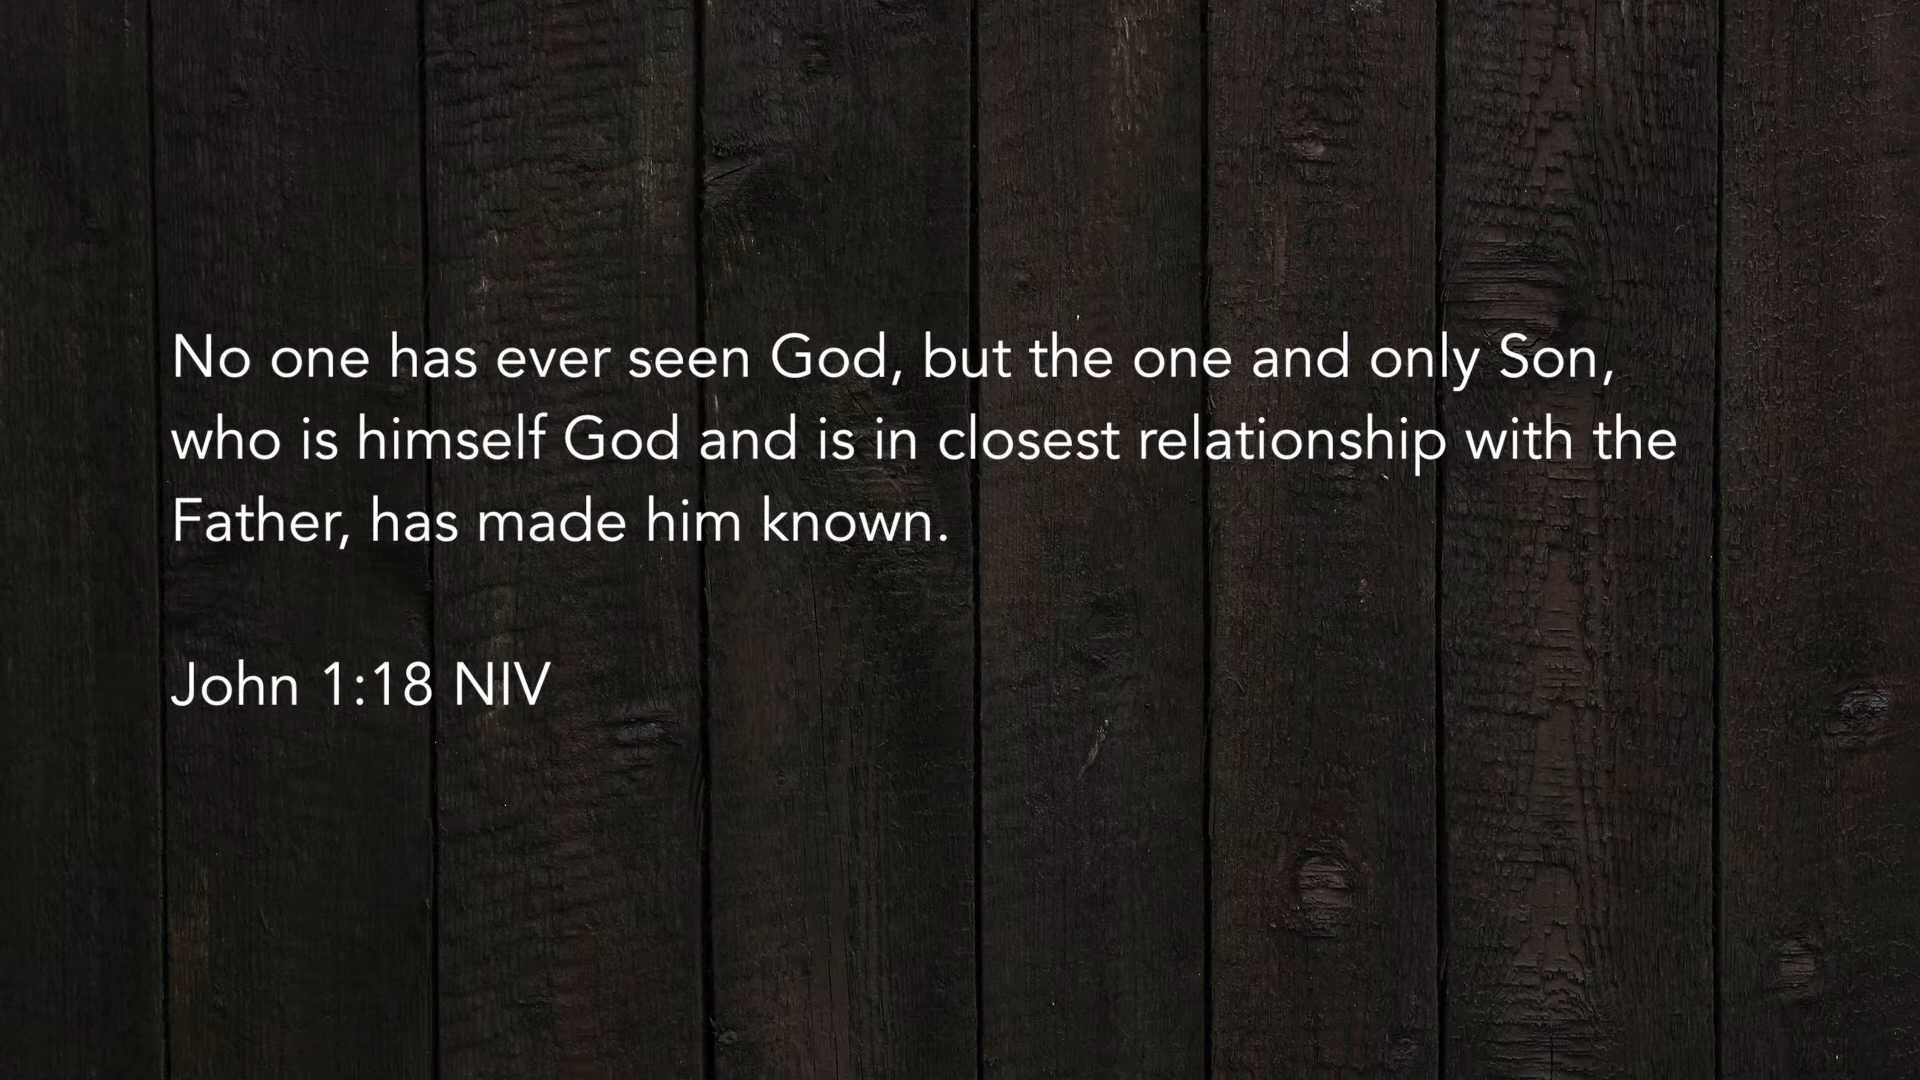 No one has ever seen God, but the one and only Son,
who is himself God and is in closest relationship with the
Father, has made him known.
John 1:18 NIV